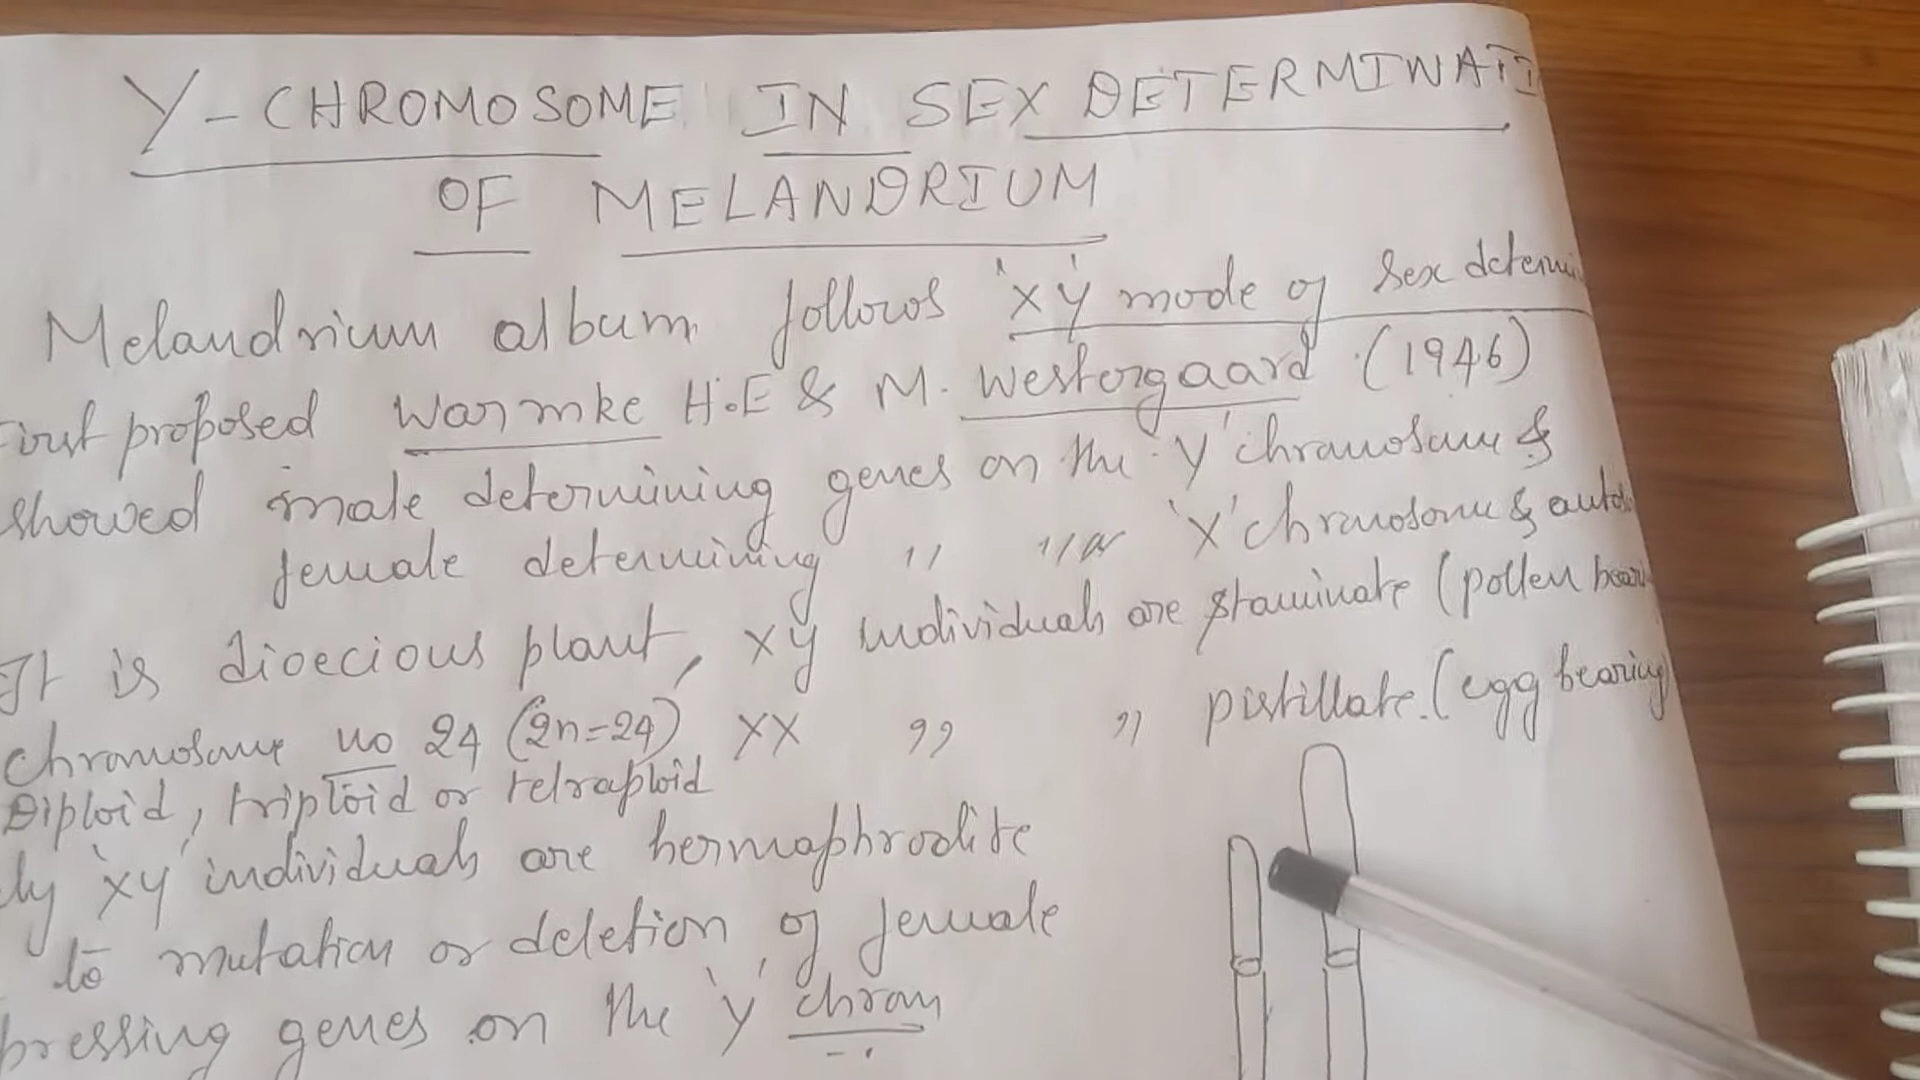 Y-CHROMOSOME IN SEX DETERMINATI
OF MELANDRIUM
Melandrium album follows 'XY' mode of sex determi
First proposed Warmke H.E & M. Westergaard (1946)
showed male determining genes on the 'Y' chromosome &
female determining " " 'X' chromosome & auto
It is dioecious plant, XY individuals are staminate (pollen bear
Chromosome no 24 (2n=24) XX " " pistillate. (egg bearing)
Diploid, triploid or tetraploid
ly 'XY' individuals are hermaphrodite
to mutation or deletion of female
pressing genes on the 'Y' chrom